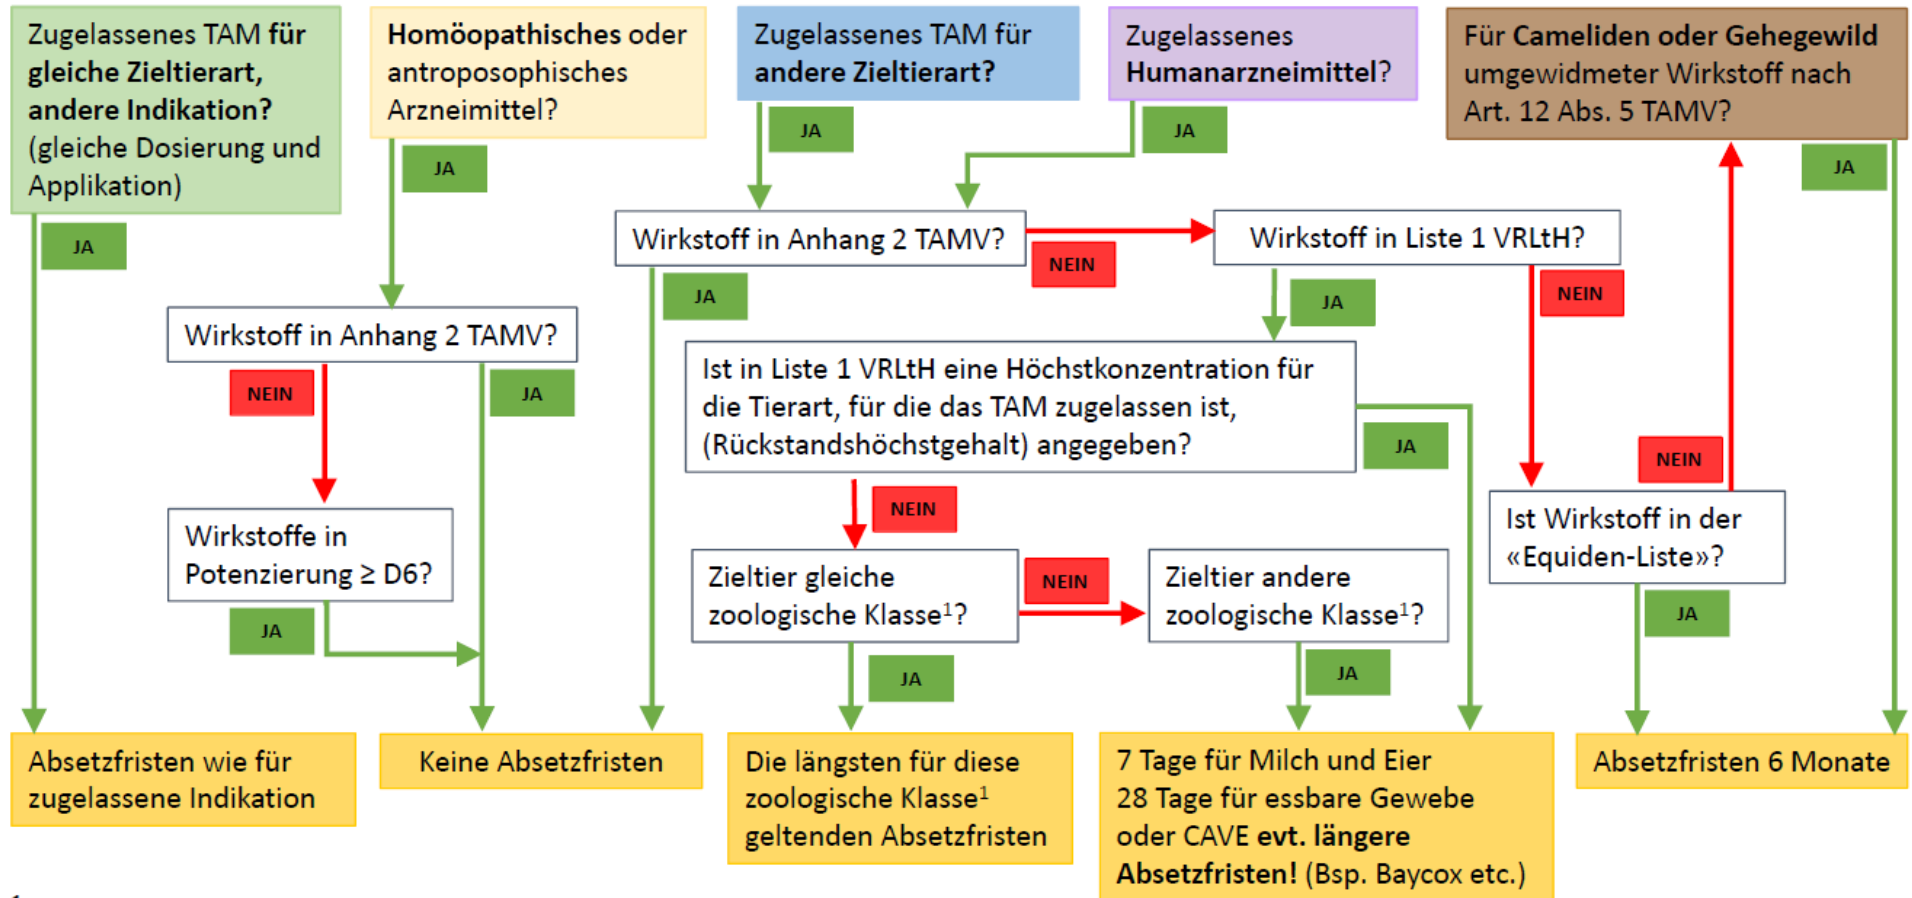 Zugelassenes TAM für
gleiche Zieltierart,
andere Indikation?
(gleiche Dosierung und
Applikation)
JA
Homöopathisches oder
antroposophisches
Arzneimittel?
JA
Zugelassenes TAM für
andere Zieltierart?
JA
Zugelassenes
Humanarzneimittel?
JA
Für Cameliden oder Gehegewild
umgewidmeter Wirkstoff nach
Art. 12 Abs. 5 TAMV?
JA
Wirkstoff in Anhang 2 TAMV?
NEIN
JA
Wirkstoff in Liste 1 VRLtH?
JA
NEIN
Wirkstoff in Anhang 2 TAMV?
NEIN
JA
Ist in Liste 1 VRLtH eine Höchstkonzentration für
die Tierart, für die das TAM zugelassen ist,
(Rückstandshöchstgehalt) angegeben?
JA
NEIN
NEIN
Wirkstoffe in
Potenzierung ≥ D6?
JA
Zieltier gleiche
zoologische Klasse¹?
NEIN
JA
Zieltier andere
zoologische Klasse¹?
JA
Ist Wirkstoff in der
«Equiden-Liste»?
JA
Absetzfristen wie für
zugelassene Indikation
Keine Absetzfristen
Die längsten für diese
zoologische Klasse¹
geltenden Absetzfristen
7 Tage für Milch und Eier
28 Tage für essbare Gewebe
oder CAVE evt. längere
Absetzfristen! (Bsp. Baycox etc.)
Absetzfristen 6 Monate